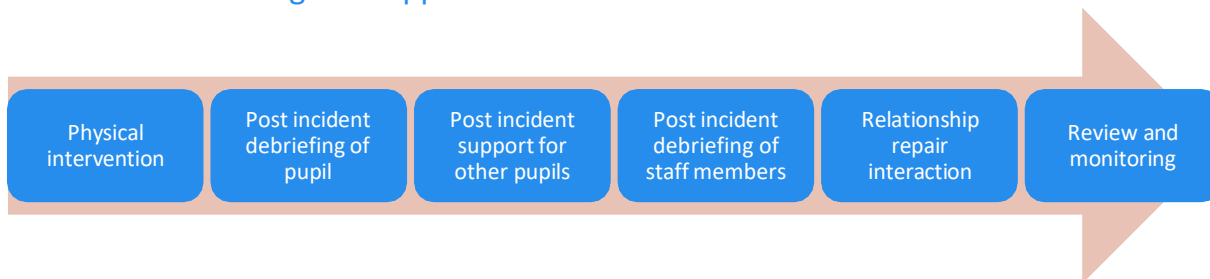 Physical
intervention
Post incident
debriefing of
pupil
Post incident
support for
other pupils
Post incident
debriefing of
staff members
Relationship
repair
interaction
Review and
monitoring